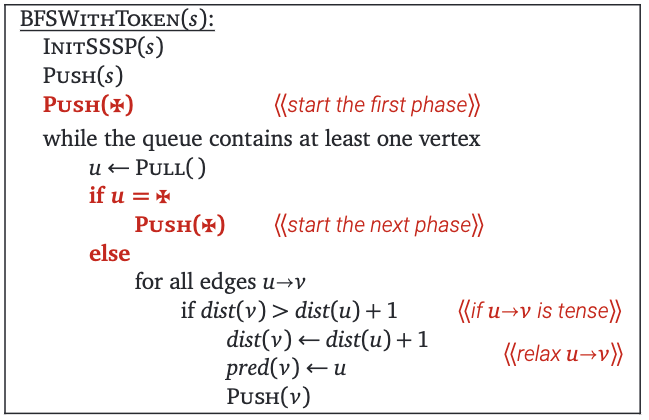 BFSWithToken(s):
InitSSSP(s)
Push(s)
Push(✠) ⟪start the first phase⟫
while the queue contains at least one vertex
u ← Pull( )
if u = ✠
Push(✠) ⟪start the next phase⟫
else
for all edges u→v
if dist(v) > dist(u) + 1 ⟪if u→v is tense⟫
dist(v) ← dist(u) + 1
pred(v) ← u ⟪relax u→v⟫
Push(v)